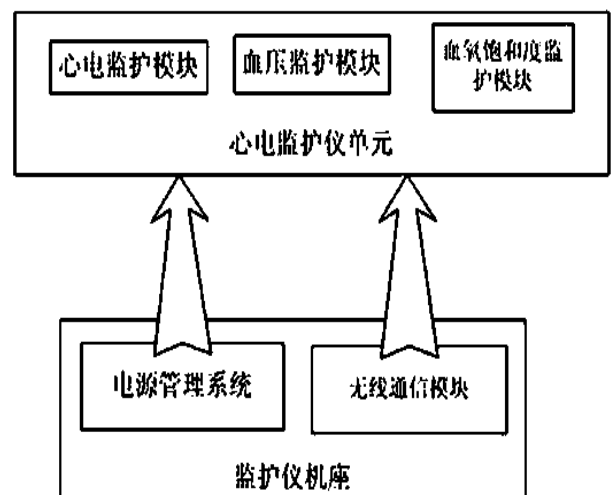 心电监护模块
血压监护模块
血氧饱和度监
护模块
心电监护仪单元
电源管理系统
无线通信模块
监护仪机座